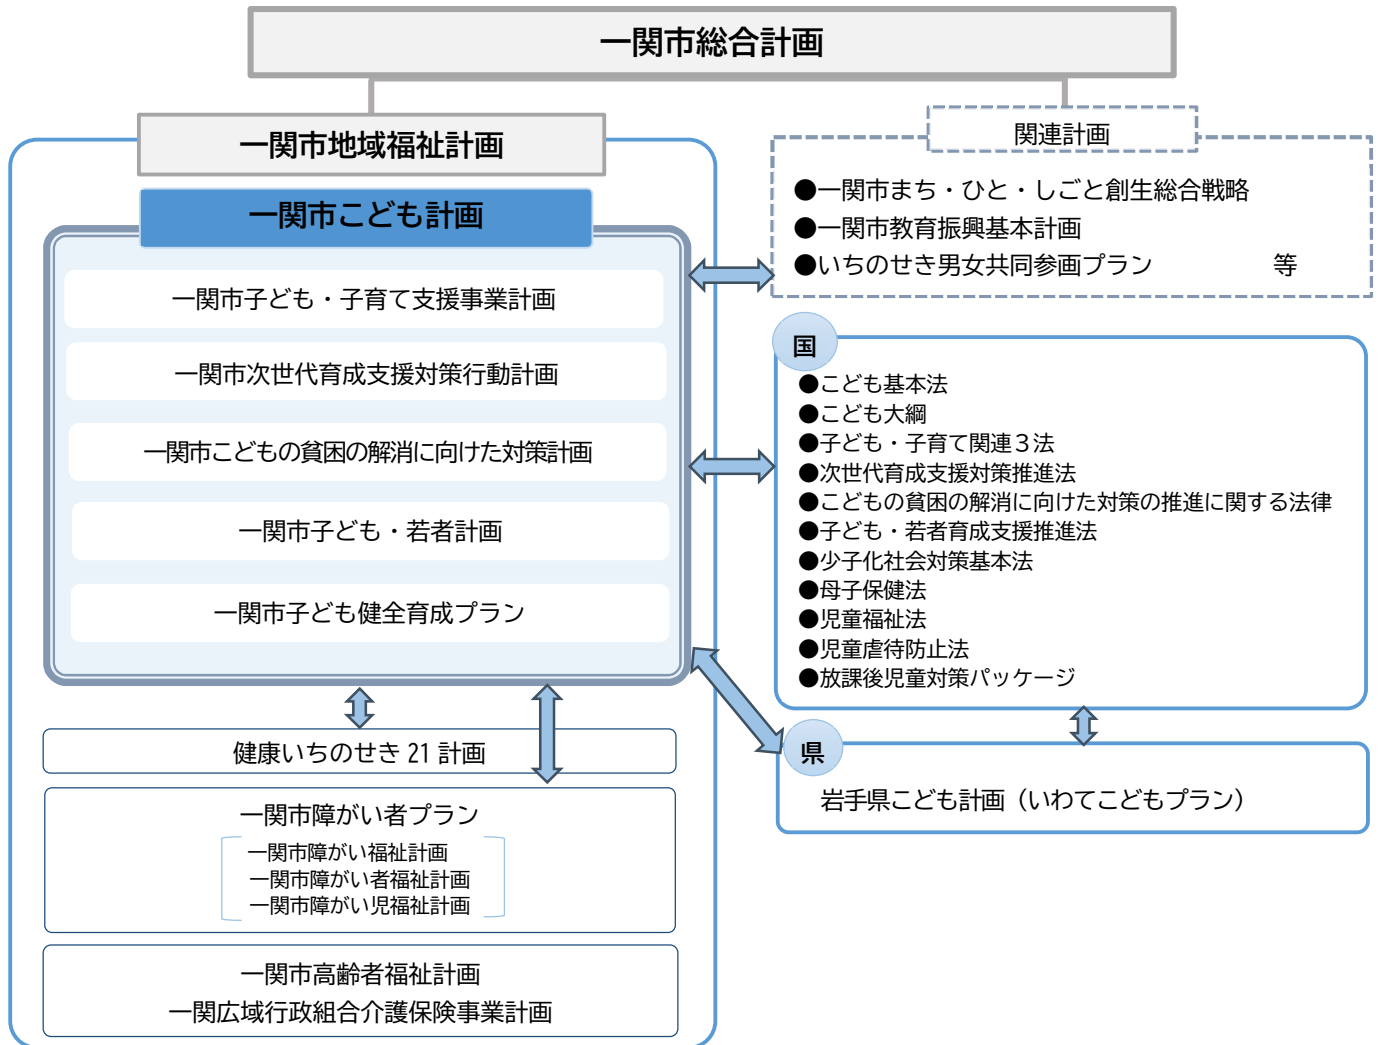 一関市総合計画
一関市地域福祉計画
一関市こども計画
一関市子ども・子育て支援事業計画
一関市次世代育成支援対策行動計画
一関市こどもの貧困の解消に向けた対策計画
一関市子ども・若者計画
一関市子ども健全育成プラン
健康いちのせき 21 計画
一関市障がい者プラン
一関市障がい福祉計画
一関市障がい者福祉計画
一関市障がい児福祉計画
一関市高齢者福祉計画
一関広域行政組合介護保険事業計画
関連計画
●一関市まち・ひと・しごと創生総合戦略
●一関市教育振興基本計画
●いちのせき男女共同参画プラン 等
国
●こども基本法
●こども大綱
●子ども・子育て関連３法
●次世代育成支援対策推進法
●こどもの貧困の解消に向けた対策の推進に関する法律
●子ども・若者育成支援推進法
●少子化社会対策基本法
●母子保健法
●児童福祉法
●児童虐待防止法
●放課後児童対策パッケージ
県
岩手県こども計画（いわてこどもプラン）